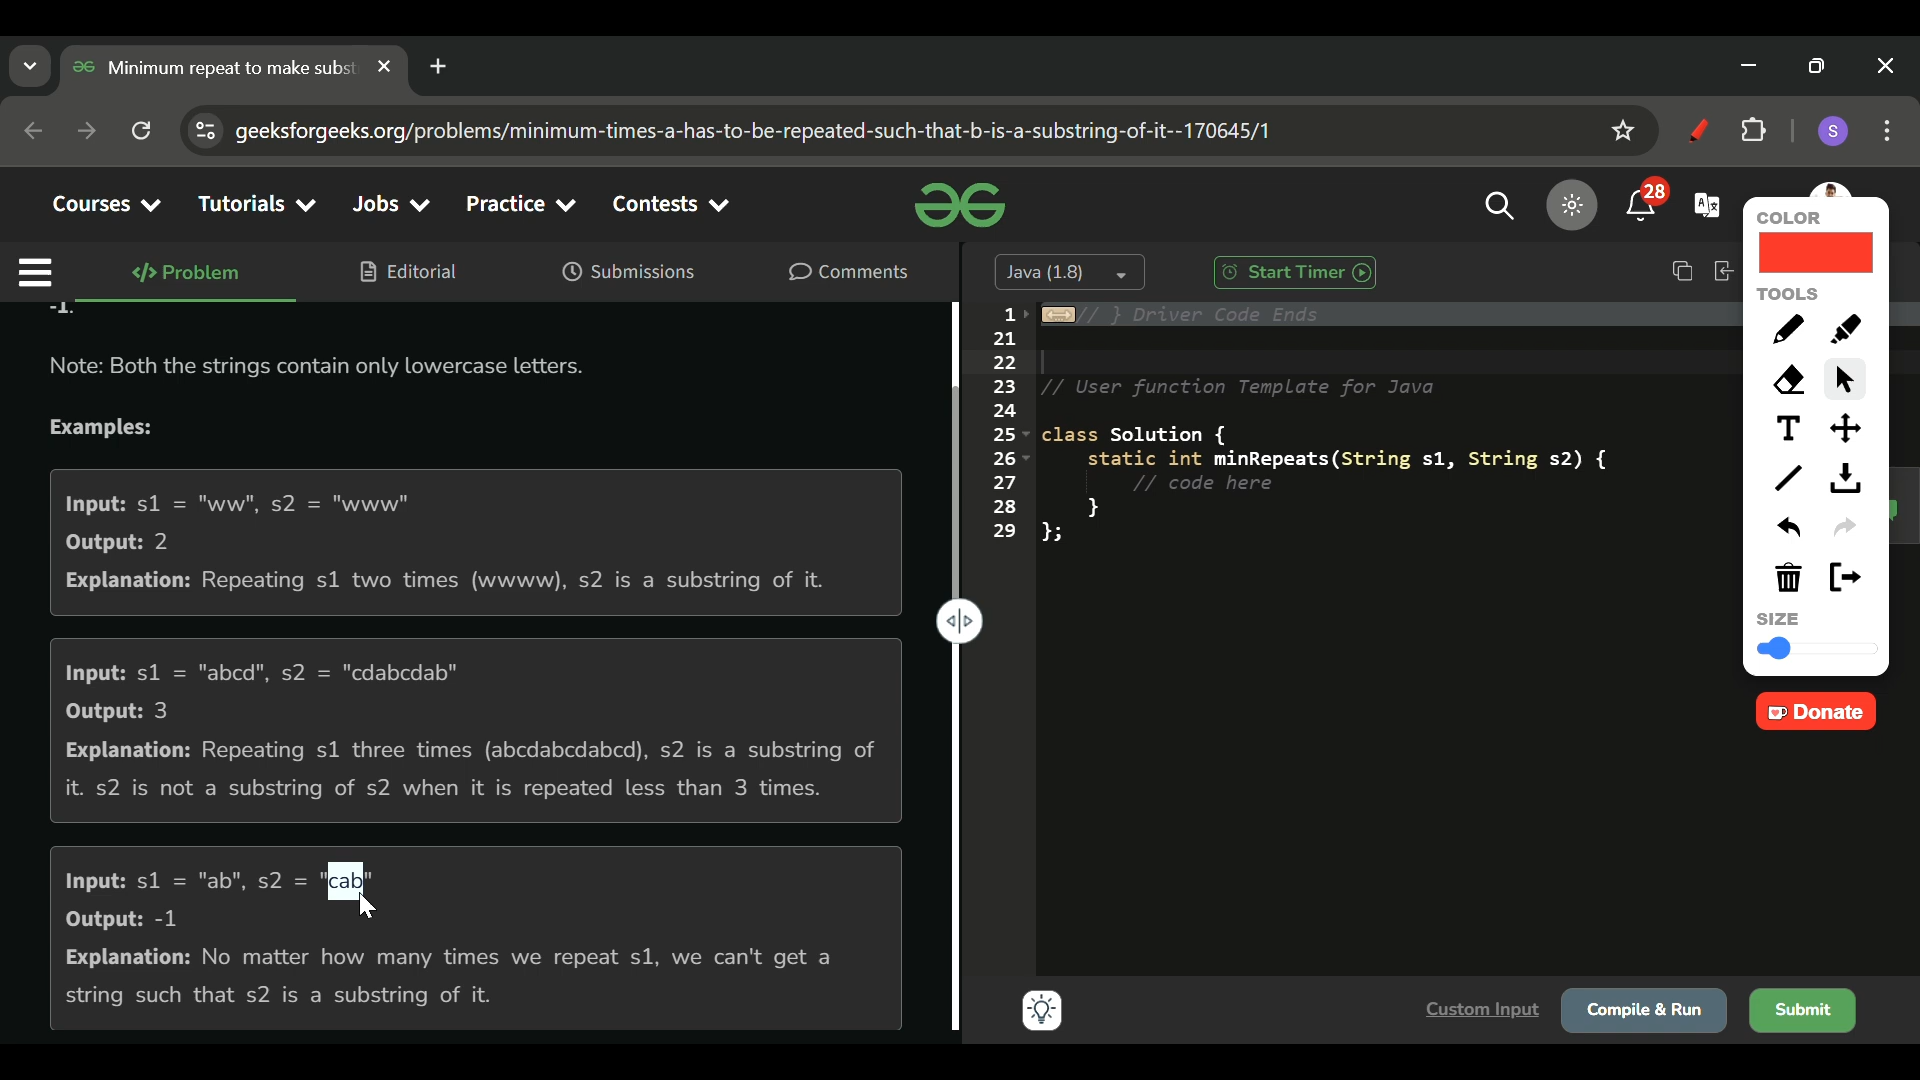 Minimum repeat to make subst
geeksforgeeks.org/problems/minimum-times-a-has-to-be-repeated-such-that-b-is-a-substring-of-it--170645/1
S
Courses Tutorials Jobs Practice Contests
28
</> Problem Editorial Submissions Comments
Java (1.8) Start Timer
-1.
Note: Both the strings contain only lowercase letters.
Examples:
Input: s1 = "ww", s2 = "www"
Output: 2
Explanation: Repeating s1 two times (wwww), s2 is a substring of it.
Input: s1 = "abcd", s2 = "cdabcdab"
Output: 3
Explanation: Repeating s1 three times (abcdabcdabcd), s2 is a substring of
it. s2 is not a substring of s2 when it is repeated less than 3 times.
Input: s1 = "ab", s2 = "cab"
Output: -1
Explanation: No matter how many times we repeat s1, we can't get a
string such that s2 is a substring of it.
1 // } Driver Code Ends
21
22
23 // User function Template for Java
24
25 class Solution {
26 static int minRepeats(String s1, String s2) {
27 // code here
28 }
29 };
Custom Input Compile & Run Submit
COLOR
TOOLS
T
SIZE
Donate